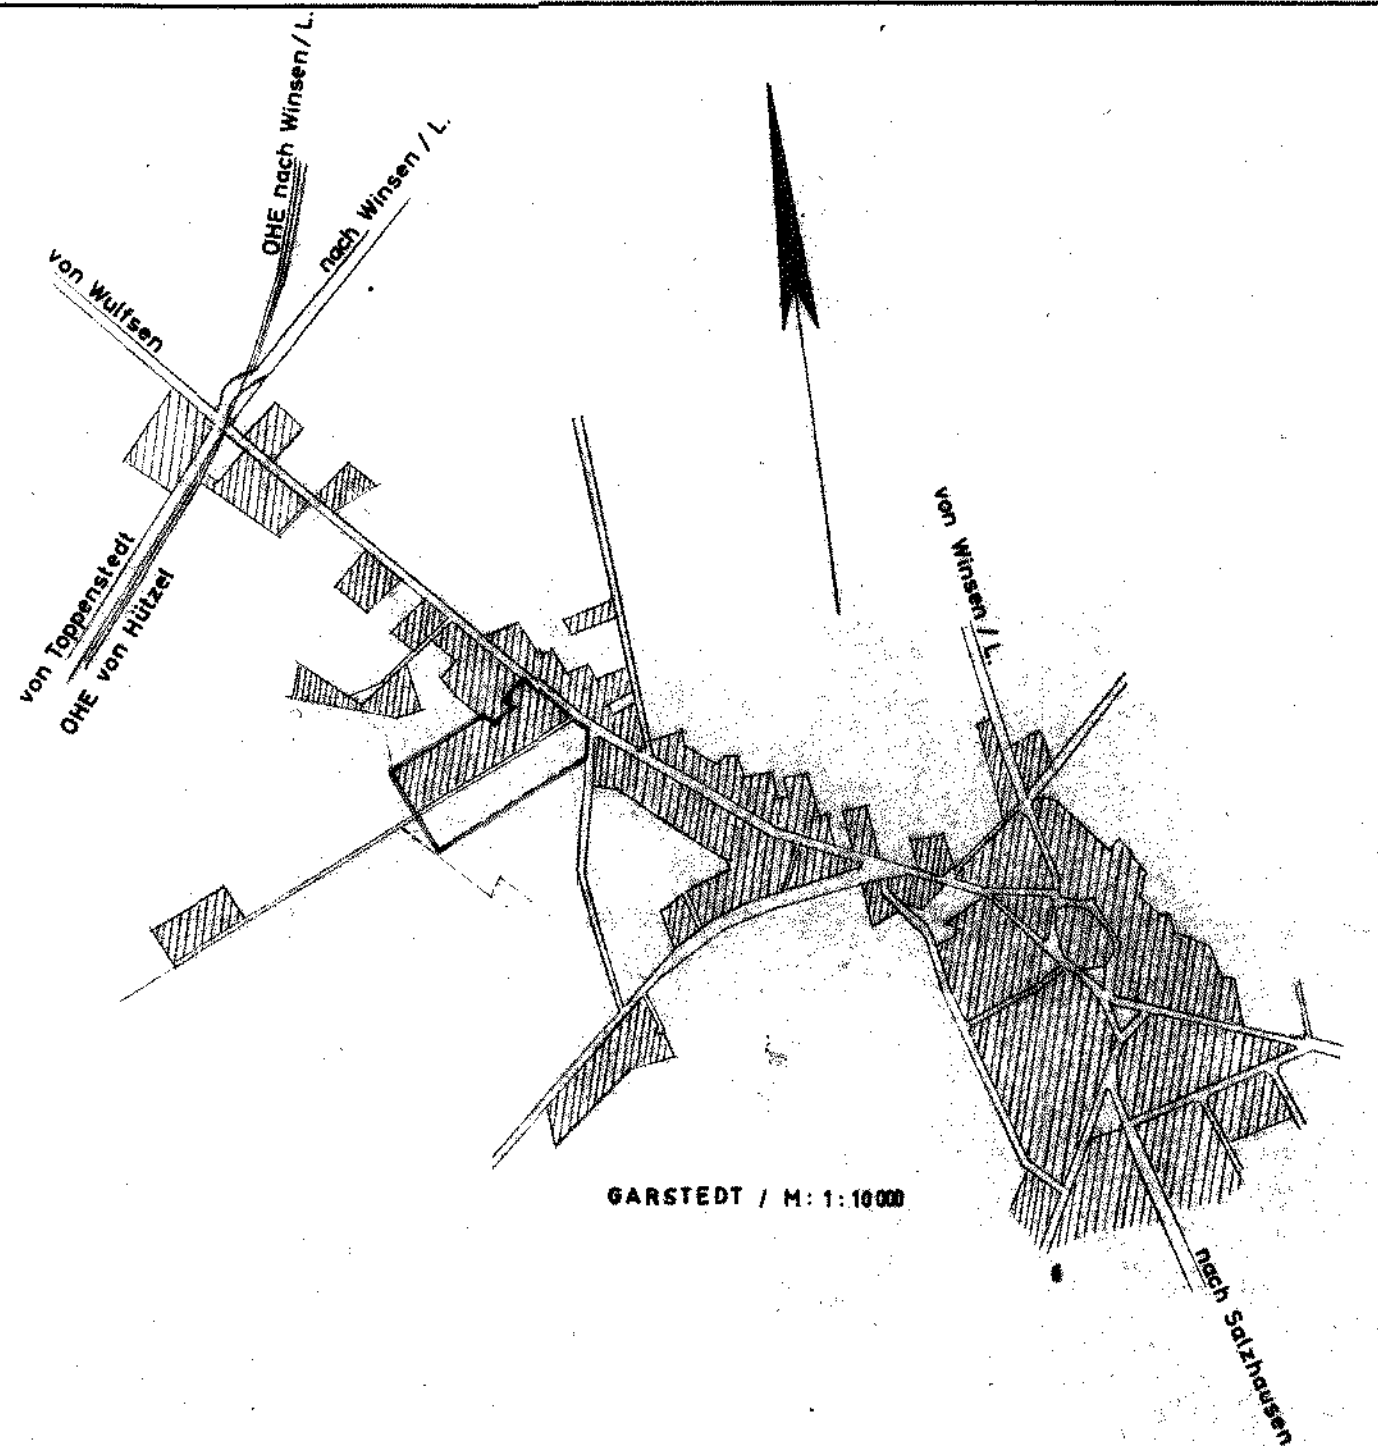 OHE nach Winsen/L.
nach Winsen / L.
von Wulfsen
von Winsen / L.
von Toppenstedt
OHE von Hützel
GARSTEDT / M: 1:10000
nach Salzhausen